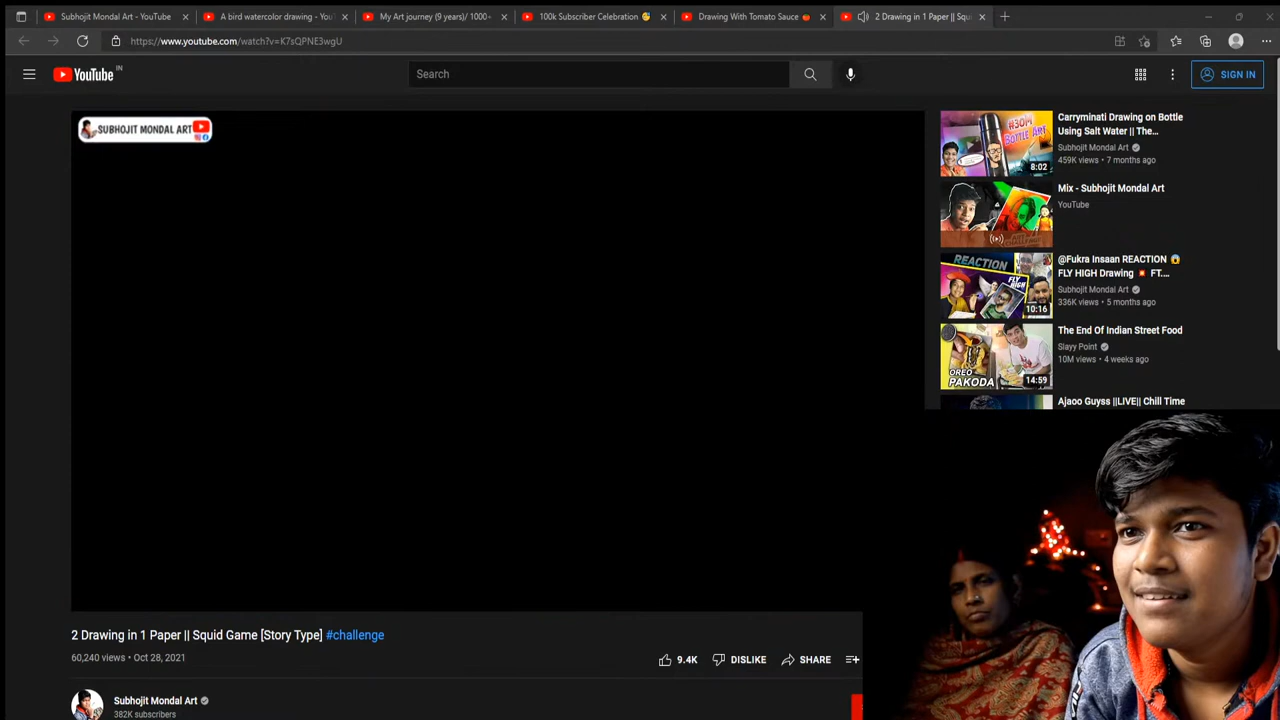 Subhojit Mondal Art - YouTube
A bird watercolor drawing - You
My Art journey (9 years)/ 1000-
100k Subscriber Celebration
Drawing With Tomato Sauce
2 Drawing in 1 Paper || Squi
https://www.youtube.com/watch?v=K7sQPNE3wgU
YouTube IN
Search
SIGN IN
SUBHOJIT MONDAL ART
#30M
BOTTLE ART
8:02
Carryminati Drawing on Bottle
Using Salt Water || The...
Subhojit Mondal Art
459K views • 7 months ago
Mix - Subhojit Mondal Art
YouTube
REACTION
FLY HIGH
10:16
@Fukra Insaan REACTION
FLY HIGH Drawing FT....
Subhojit Mondal Art
336K views • 5 months ago
OREO
PAKODA
14:59
The End Of Indian Street Food
Slayy Point
10M views • 4 weeks ago
Ajaoo Guyss ||LIVE|| Chill Time
2 Drawing in 1 Paper || Squid Game [Story Type] #challenge
60,240 views • Oct 28, 2021
9.4K
DISLIKE
SHARE
Subhojit Mondal Art
382K subscribers